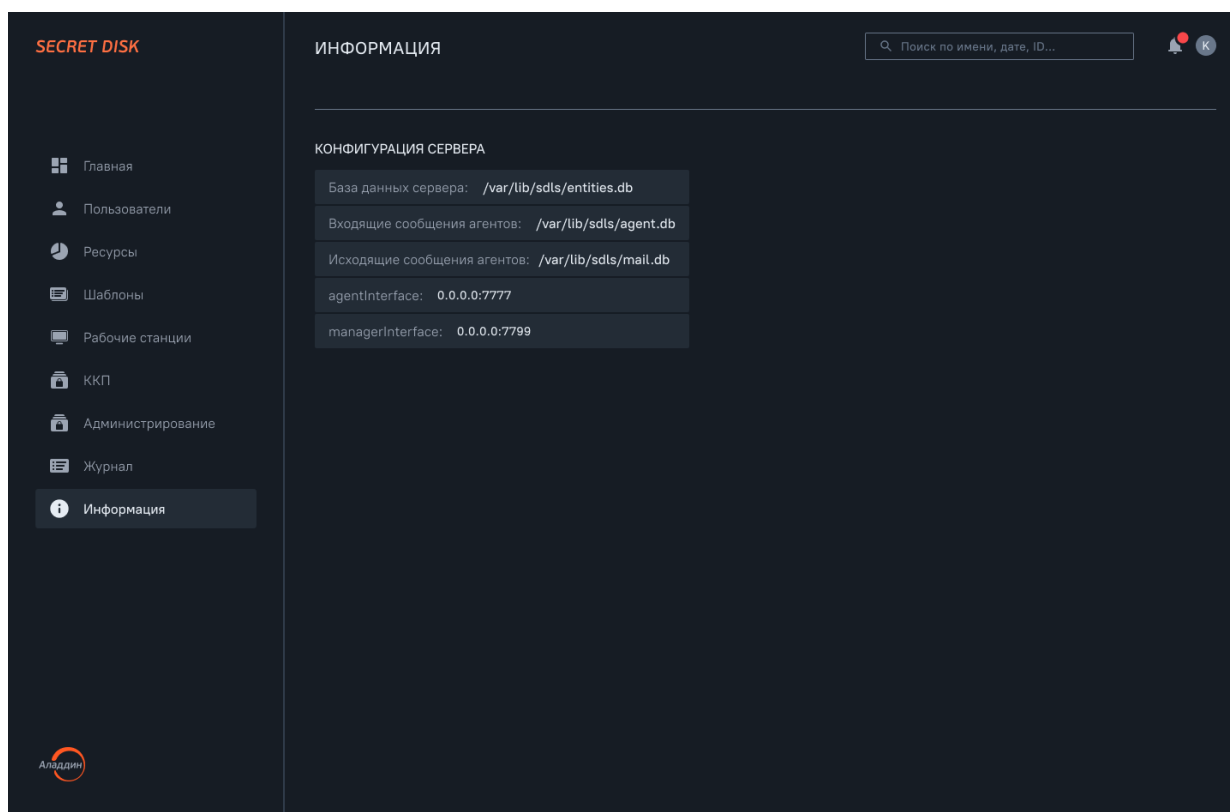 SECRET DISK
ИНФОРМАЦИЯ
Поиск по имени, дате, ID...
K
Главная
Пользователи
Ресурсы
Шаблоны
Рабочие станции
ККП
Администрирование
Журнал
Информация
КОНФИГУРАЦИЯ СЕРВЕРА
База данных сервера: /var/lib/sdls/entities.db
Входящие сообщения агентов: /var/lib/sdls/agent.db
Исходящие сообщения агентов: /var/lib/sdls/mail.db
agentInterface: 0.0.0.0:7777
managerInterface: 0.0.0.0:7799
Аладдин